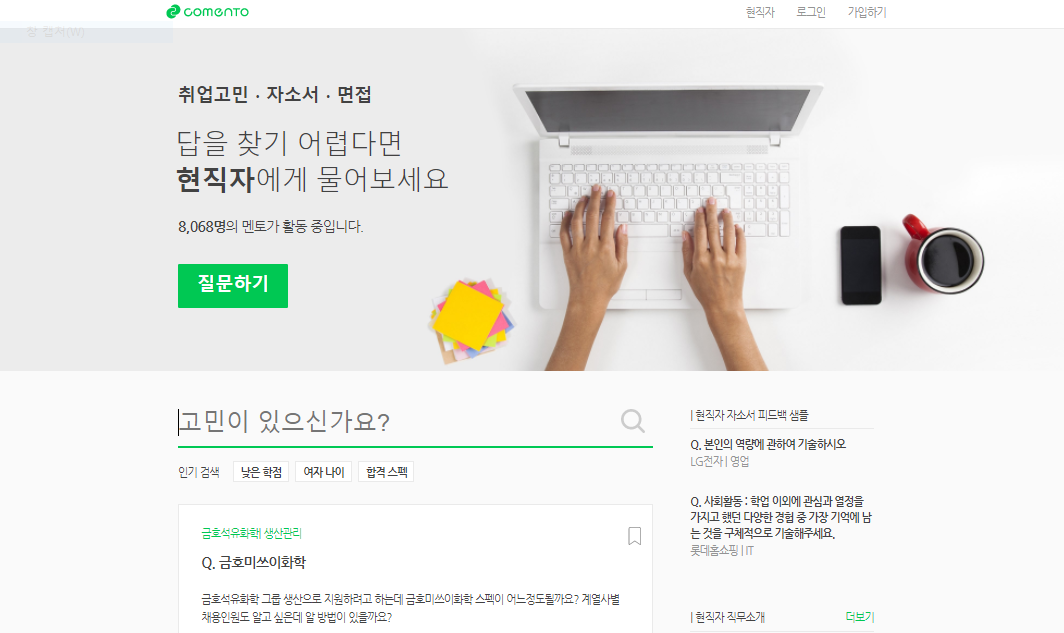 comento
현직자 로그인 가입하기
창 캡처(W)
취업고민 · 자소서 · 면접
답을 찾기 어렵다면
현직자에게 물어보세요
8,068명의 멘토가 활동 중입니다.
질문하기
고민이 있으신가요?
인기 검색 낮은 학점 여자 나이 합격 스펙
금호석유화학| 생산관리
Q. 금호미쓰이화학
금호석유화학 그룹 생산으로 지원하려고 하는데 금호미쓰이화학 스펙이 어느정도될까요? 계열사별
채용인원도 알고 싶은데 알 방법이 있을까요?
| 현직자 자소서 피드백 샘플
Q. 본인의 역량에 관하여 기술하시오
LG전자 | 영업
Q. 사회활동 : 학업 이외에 관심과 열정을
가지고 했던 다양한 경험 중 가장 기억에 남
는 것을 구체적으로 기술해주세요.
롯데홈쇼핑 | IT
| 현직자 직무소개 더보기